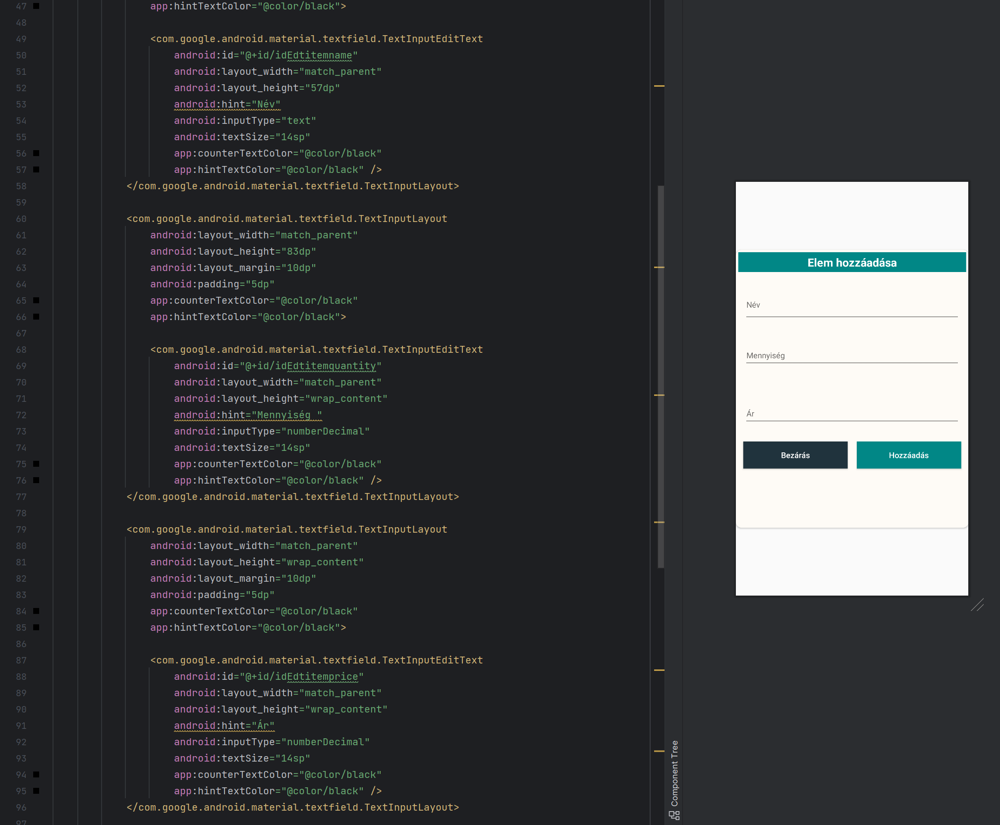 47 app:hintTextColor="@color/black">
48
49 <com.google.android.material.textfield.TextInputEditText
50 android:id="@+id/idEdtitemname"
51 android:layout_width="match_parent"
52 android:layout_height="57dp"
53 android:hint="Név"
54 android:inputType="text"
55 android:textSize="14sp"
56 app:counterTextColor="@color/black"
57 app:hintTextColor="@color/black" />
58 </com.google.android.material.textfield.TextInputLayout>
59
60 <com.google.android.material.textfield.TextInputLayout
61 android:layout_width="match_parent"
62 android:layout_height="83dp"
63 android:layout_margin="10dp"
64 android:padding="5dp"
65 app:counterTextColor="@color/black"
66 app:hintTextColor="@color/black">
67
68 <com.google.android.material.textfield.TextInputEditText
69 android:id="@+id/idEdtitemquantity"
70 android:layout_width="match_parent"
71 android:layout_height="wrap_content"
72 android:hint="Mennyiség "
73 android:inputType="numberDecimal"
74 android:textSize="14sp"
75 app:counterTextColor="@color/black"
76 app:hintTextColor="@color/black" />
77 </com.google.android.material.textfield.TextInputLayout>
78
79 <com.google.android.material.textfield.TextInputLayout
80 android:layout_width="match_parent"
81 android:layout_height="wrap_content"
82 android:layout_margin="10dp"
83 android:padding="5dp"
84 app:counterTextColor="@color/black"
85 app:hintTextColor="@color/black">
86
87 <com.google.android.material.textfield.TextInputEditText
88 android:id="@+id/idEdtitemprice"
89 android:layout_width="match_parent"
90 android:layout_height="wrap_content"
91 android:hint="Ár"
92 android:inputType="numberDecimal"
93 android:textSize="14sp"
94 app:counterTextColor="@color/black"
95 app:hintTextColor="@color/black" />
96 </com.google.android.material.textfield.TextInputLayout>
97
Component Tree
Elem hozzáadása
Név
Mennyiség
Ár
Bezárás Hozzáadás